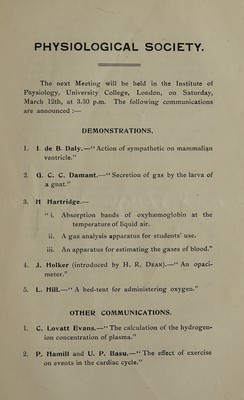 PHYSIOLOGICAL SOCIETY.
The next Meeting will be held in the Institute of
Physiology, University College, London, on Saturday,
March 12th, at 3.30 p.m. The following communications
are announced :—
DEMONSTRATIONS.
1. I. de B. Daly.—"Action of sympathetic on mammalian
ventricle."
2. G. C. C. Damant.—"Secretion of gas by the larva of
a gnat."
3. H Hartridge.—
"i. Absorption bands of oxyhæmoglobin at the
temperature of liquid air.
ii. A gas analysis apparatus for students' use.
iii. An apparatus for estimating the gases of blood."
4. J. Holker (introduced by H. R. DEAN).—"An opaci-
meter."
5. L. Hill.—"A bed-tent for administering oxygen."
OTHER COMMUNICATIONS.
1. C. Lovatt Evans.—"The calculation of the hydrogen-
ion concentration of plasma."
2. P. Hamill and U. P. Basu.—"The effect of exercise
on events in the cardiac cycle."